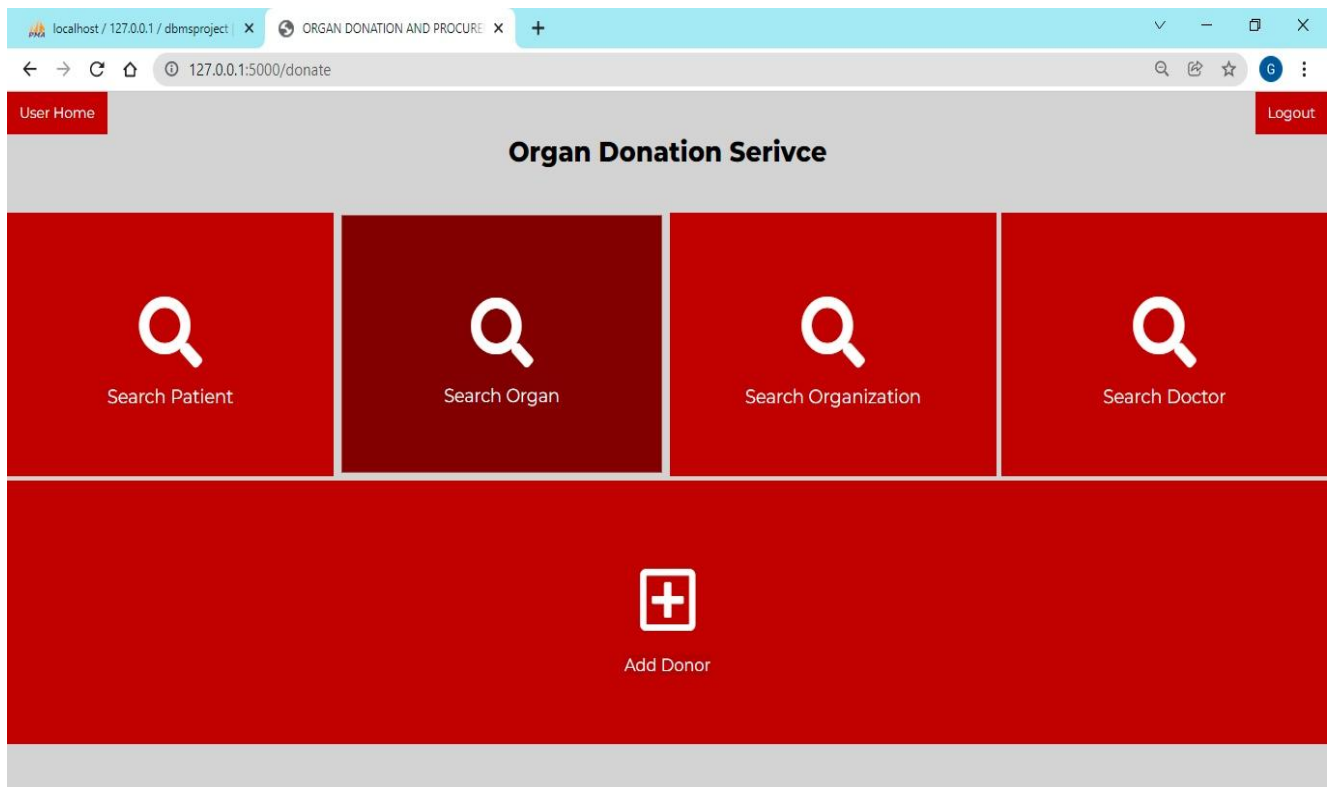 localhost / 127.0.0.1 / dbmsproject |
ORGAN DONATION AND PROCURE
127.0.0.1:5000/donate
G
User Home
Logout
Organ Donation Serivce
Search Patient
Search Organ
Search Organization
Search Doctor
Add Donor